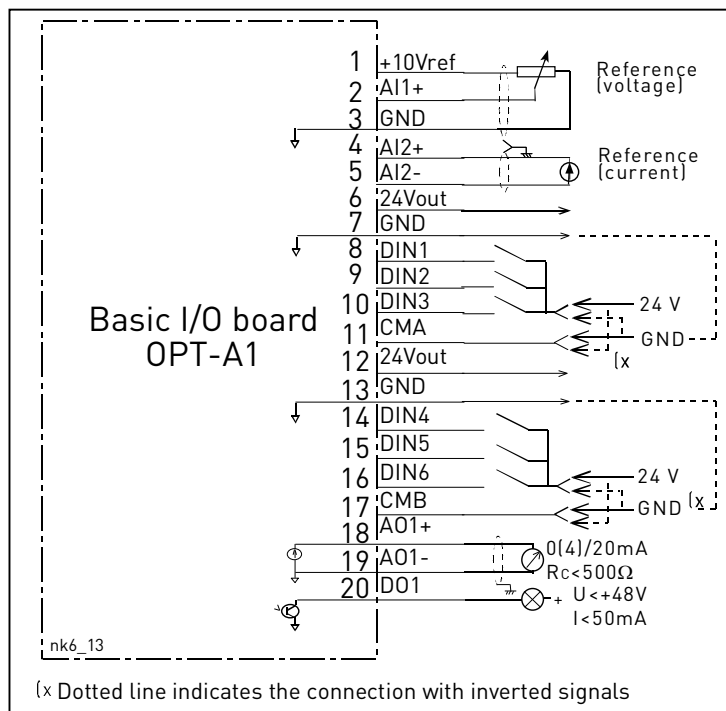 1 +10Vref
2 AI1+
3 GND
4 AI2+
5 AI2-
6 24Vout
7 GND
8 DIN1
9 DIN2
10 DIN3
11 CMA
12 24Vout
13 GND
14 DIN4
15 DIN5
16 DIN6
17 CMB
18 AO1+
19 AO1-
20 DO1
Basic I/O board
OPT-A1
Reference
(voltage)
Reference
(current)
24 V
GND
(x
24 V
GND (x
0(4)/20mA
RC<500Ω
+ U<+48V
I<50mA
nk6_13
(x Dotted line indicates the connection with inverted signals